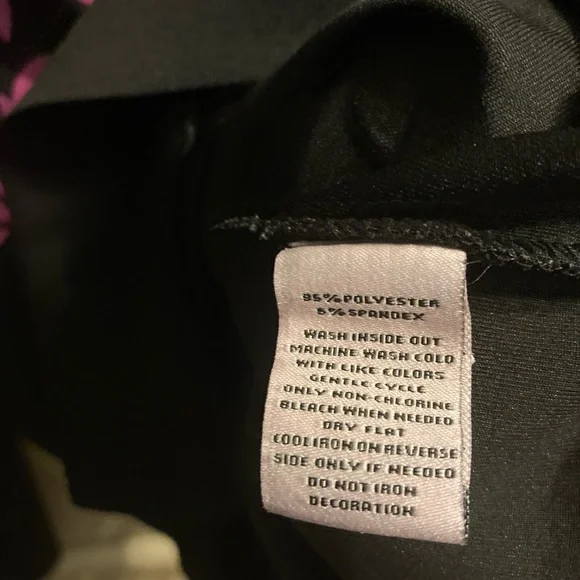 95% POLYESTER
5% SPANDEX
WASH INSIDE OUT
MACHINE WASH COLD
WITH LIKE COLORS
GENTLE CYCLE
ONLY NON-CHLORINE
BLEACH WHEN NEEDED
DRY FLAT
COOL IRON ON REVERSE
SIDE ONLY IF NEEDED
DO NOT IRON
DECORATION